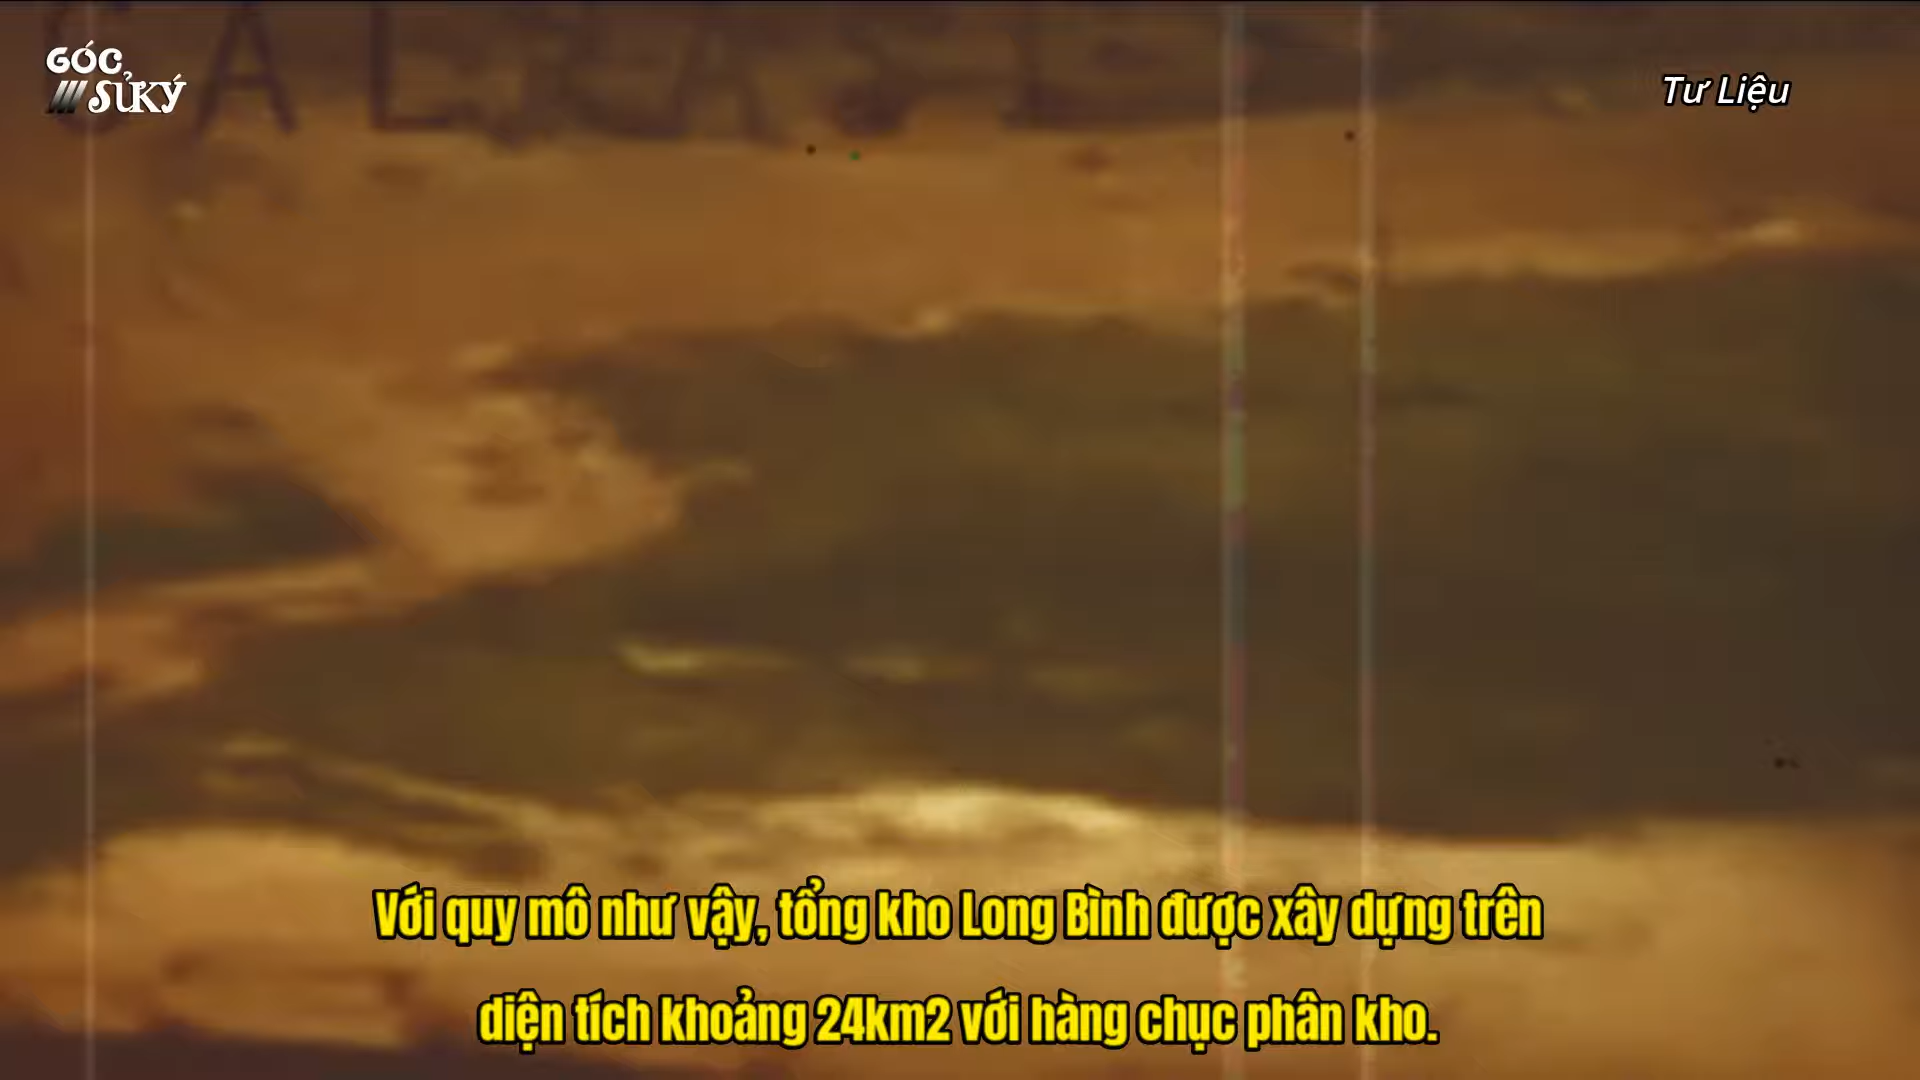 GÓC
SỬ KÝ
Tư Liệu
Với quy mô như vậy, tổng kho Long Bình được xây dựng trên
diện tích khoảng 24km2 với hàng chục phân kho.